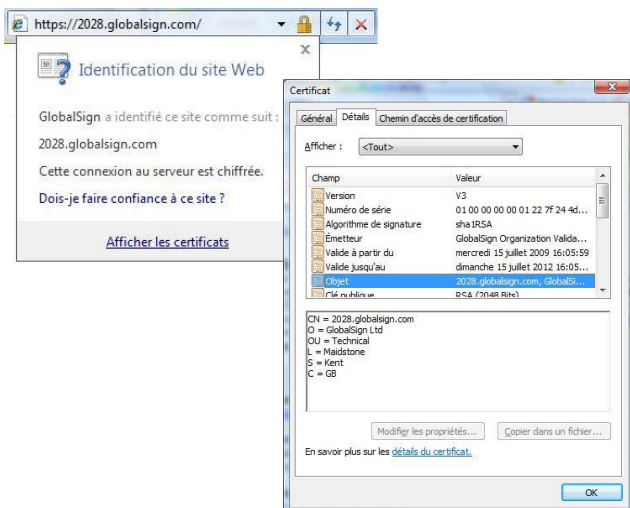 https://2028.globalsign.com/
Identification du site Web
GlobalSign a identifié ce site comme suit :
2028.globalsign.com
Cette connexion au serveur est chiffrée.
Dois-je faire confiance à ce site ?
Afficher les certificats
Certificat
Général Détails Chemin d'accès de certification
Afficher : <Tout>
Champ Valeur
Version V3
Numéro de série 01 00 00 00 00 01 22 7f 24 4d...
Algorithme de signature sha1RSA
Émetteur GlobalSign Organization Valida...
Valide à partir du mercredi 15 juillet 2009 16:05:59
Valide jusqu'au dimanche 15 juillet 2012 16:05...
Objet 2028.globalsign.com, GlobalSi...
Clé publique RSA (2048 Bits)
CN = 2028.globalsign.com
O = GlobalSign Ltd
OU = Technical
L = Maidstone
S = Kent
C = GB
Modifier les propriétés... Copier dans un fichier...
En savoir plus sur les détails du certificat.
OK